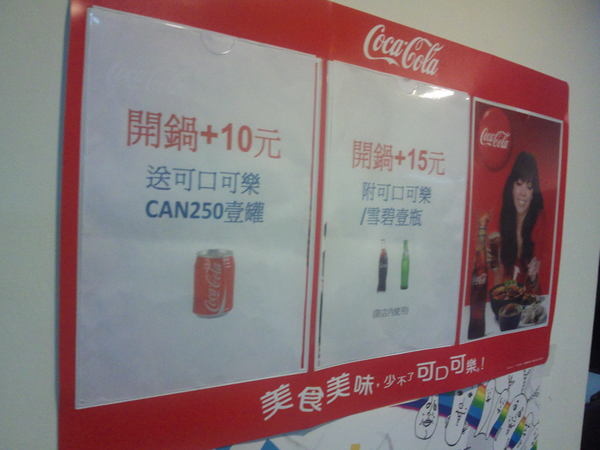 Coca-Cola
開鍋+10元
送可口可樂
CAN250壹罐
Coca-Cola
開鍋+15元
附可口可樂
/雪碧壹瓶
Coca-Cola
美食美味,少不了可口可樂!